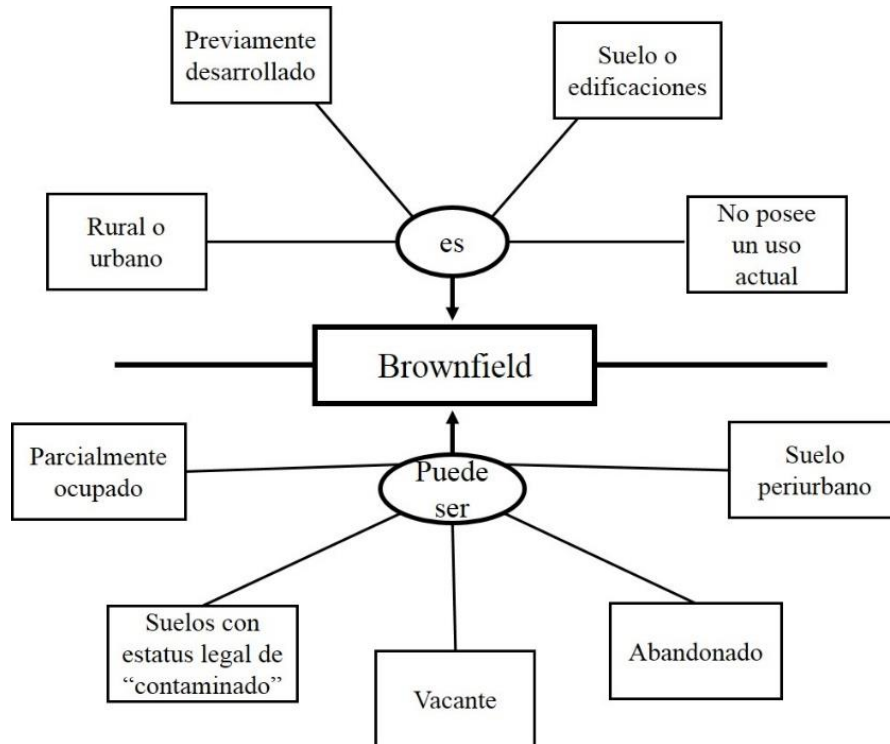 Previamente
desarrollado
Suelo o
edificaciones
Rural o
urbano
es
No posee
un uso
actual
Brownfield
Parcialmente
ocupado
Puede
ser
Suelo
periurbano
Suelos con
estatus legal de
“contaminado”
Vacante
Abandonado